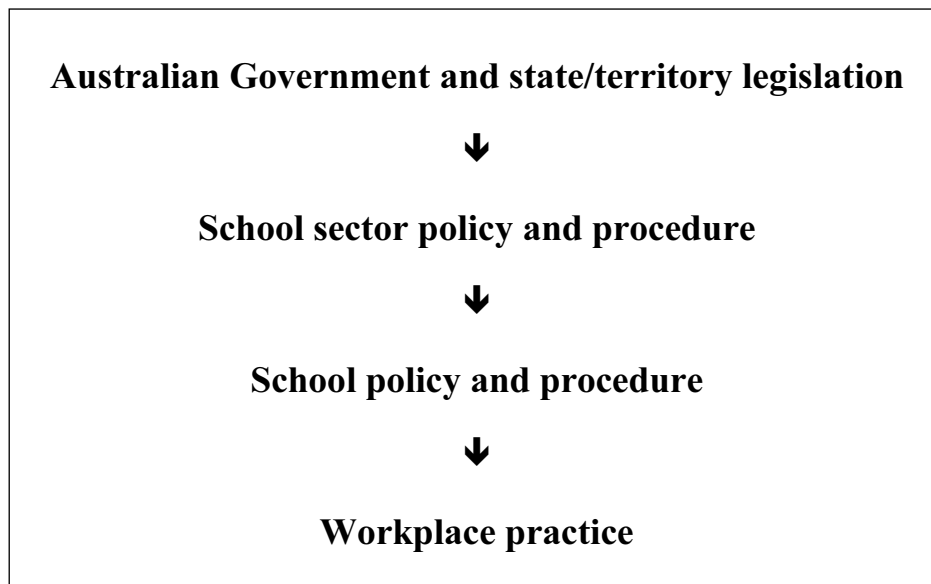 Australian Government and state/territory legislation
School sector policy and procedure
School policy and procedure
Workplace practice